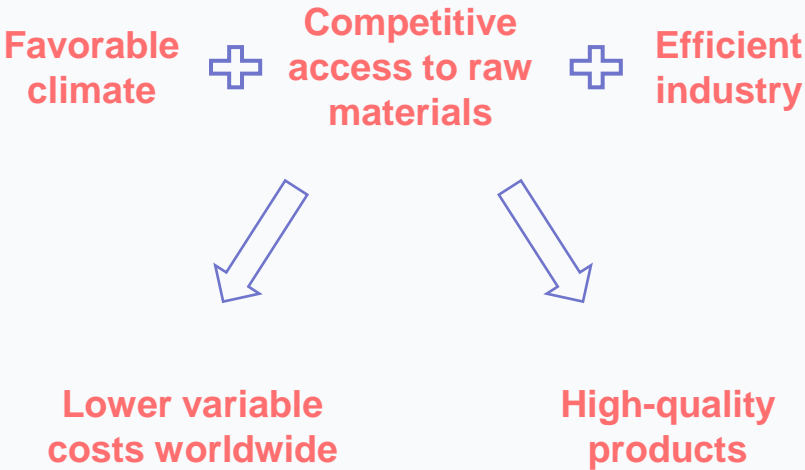 Favorable
climate
Competitive
access to raw
materials
Efficient
industry
Lower variable
costs worldwide
High-quality
products